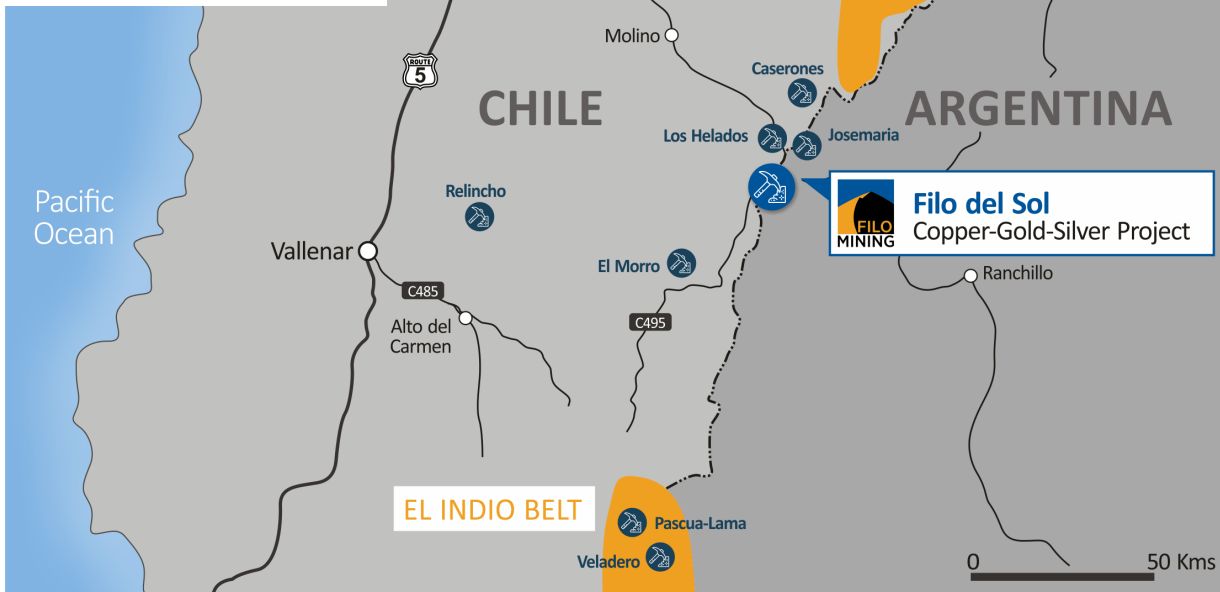 Molino
ROUTE
5
Caserones
CHILE
ARGENTINA
Los Helados
Josemaria
Relincho
Pacific
Ocean
FILO
MINING
Filo del Sol
Copper-Gold-Silver Project
Vallenar
El Morro
Ranchillo
C485
Alto del
Carmen
C495
EL INDIO BELT
Pascua-Lama
Veladero
0
50 Kms